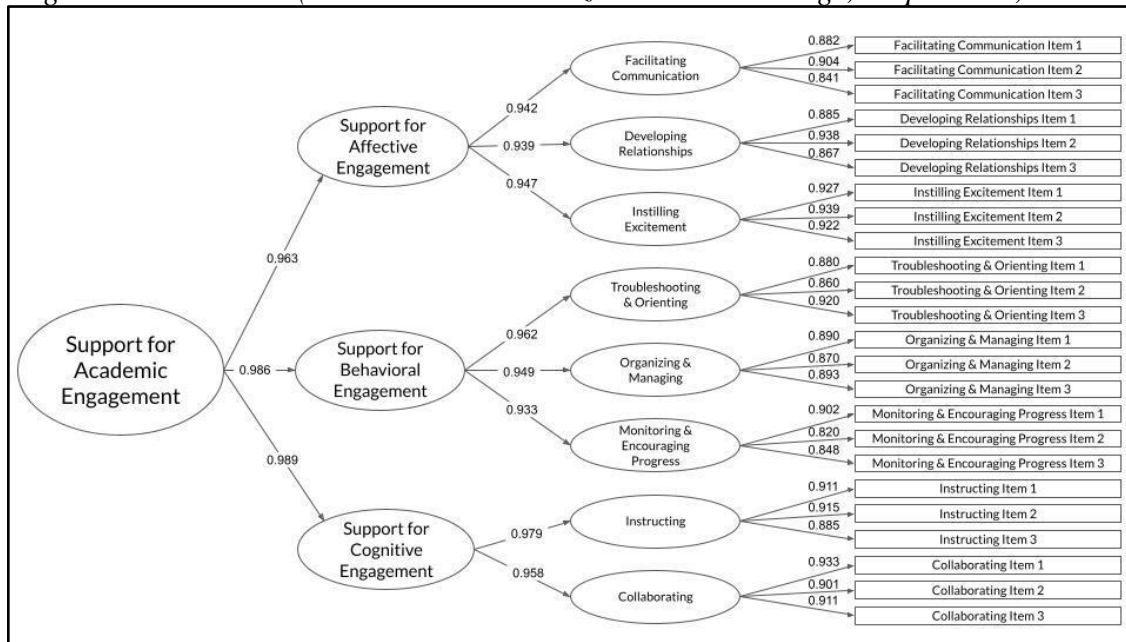 0.882
Facilitating Communication Item 1
Facilitating
Communication
0.904
Facilitating Communication Item 2
0.841
Facilitating Communication Item 3
0.942
Support for
Affective
Engagement
0.939
Developing
Relationships
0.885
Developing Relationships Item 1
0.938
Developing Relationships Item 2
0.867
Developing Relationships Item 3
0.947
Instilling
Excitement
0.927
Instilling Excitement Item 1
0.939
Instilling Excitement Item 2
0.922
Instilling Excitement Item 3
0.963
Support for
Academic
Engagement
0.986
Support for
Behavioral
Engagement
0.962
Troubleshooting
& Orienting
0.880
Troubleshooting & Orienting Item 1
0.860
Troubleshooting & Orienting Item 2
0.920
Troubleshooting & Orienting Item 3
0.949
Organizing &
Managing
0.890
Organizing & Managing Item 1
0.870
Organizing & Managing Item 2
0.893
Organizing & Managing Item 3
0.933
Monitoring &
Encouraging
Progress
0.902
Monitoring & Encouraging Progress Item 1
0.820
Monitoring & Encouraging Progress Item 2
0.848
Monitoring & Encouraging Progress Item 3
0.989
Support for
Cognitive
Engagement
0.979
Instructing
0.911
Instructing Item 1
0.915
Instructing Item 2
0.885
Instructing Item 3
0.958
Collaborating
0.933
Collaborating Item 1
0.901
Collaborating Item 2
0.911
Collaborating Item 3